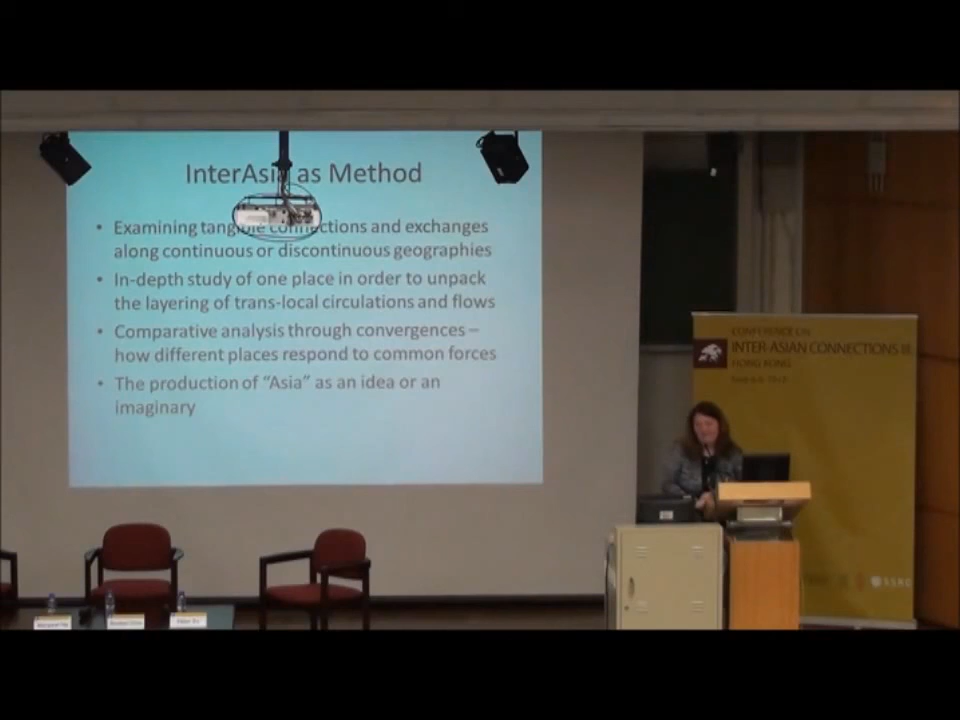 InterAsia as Method
• Examining tangible connections and exchanges
along continuous or discontinuous geographies
• In-depth study of one place in order to unpack
the layering of trans-local circulations and flows
• Comparative analysis through convergences –
how different places respond to common forces
• The production of "Asia" as an idea or an
imaginary
CONFERENCE ON
INTER-ASIAN CONNECTIONS III
HONG KONG
SSRC